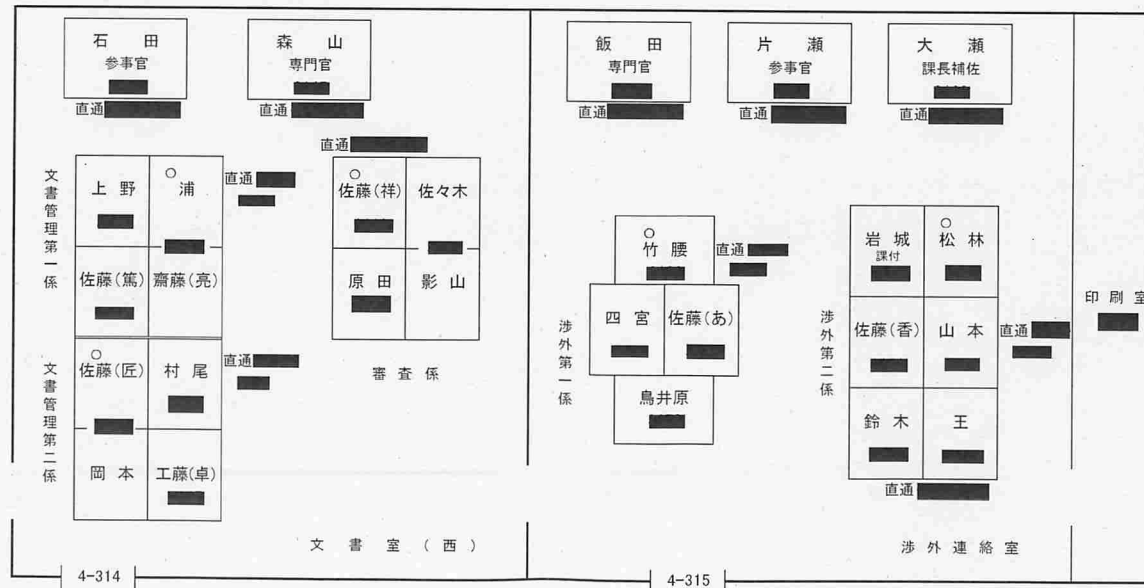 石田
参事官
直通
森山
専門官
直通
文書管理第一係
上野
○
浦
直通
佐藤(篤)
齋藤(亮)
文書管理第二係
○
佐藤(匠)
村尾
直通
岡本
工藤(卓)
直通
○
佐藤(祥)
佐々木
原田
影山
審査係
文書室(西)
4-314
飯田
専門官
直通
片瀬
参事官
直通
大瀬
課長補佐
直通
渉外第一係
○
竹腰
直通
四宮
佐藤(あ)
鳥井原
渉外第二係
岩城
課付
○
松林
佐藤(香)
山本
直通
鈴木
王
直通
渉外連絡室
4-315
印刷室